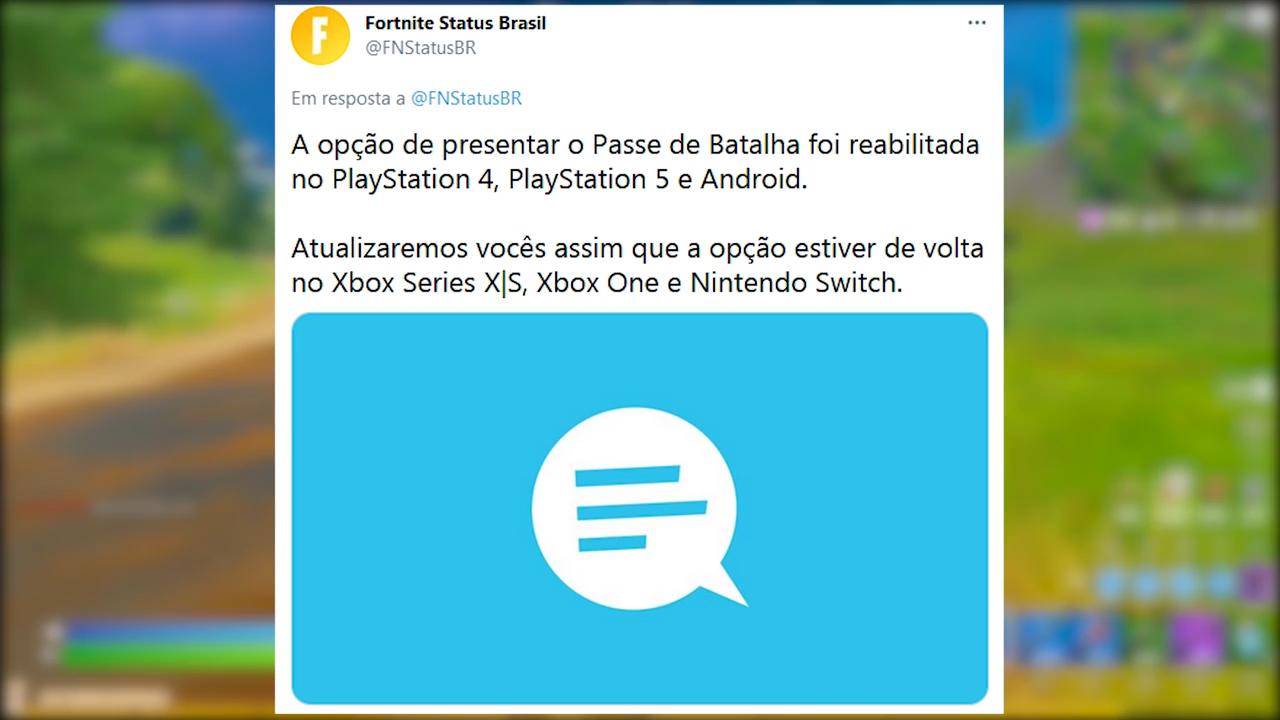 Fortnite Status Brasil
@FNStatusBR
Em resposta a @FNStatusBR
A opção de presentar o Passe de Batalha foi reabilitada
no PlayStation 4, PlayStation 5 e Android.
Atualizaremos vocês assim que a opção estiver de volta
no Xbox Series X|S, Xbox One e Nintendo Switch.